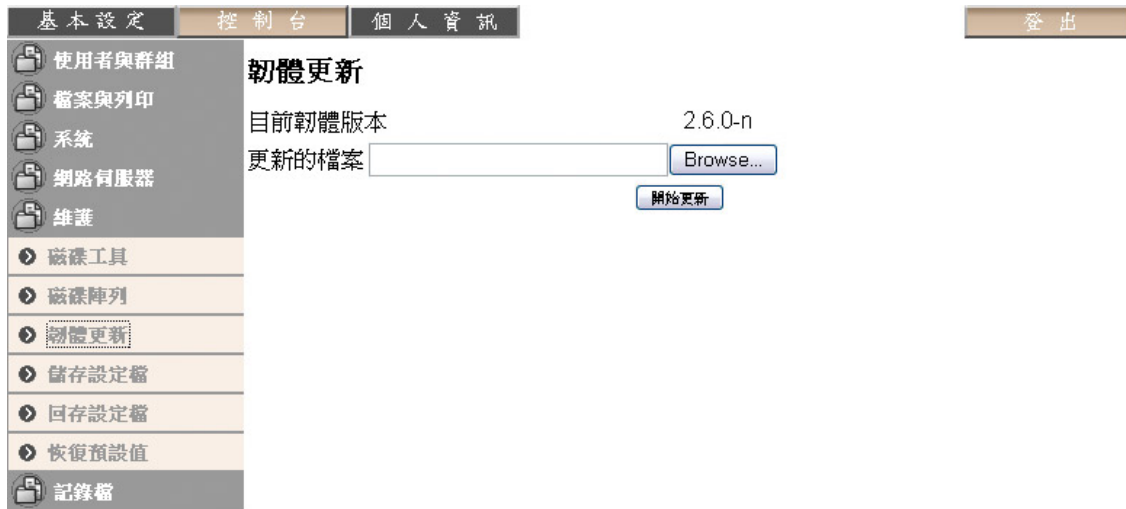 基本設定 控制台 個人資訊 登出
使用者與群組
檔案與列印
系統
網路伺服器
維護
磁碟工具
磁碟陣列
韌體更新
儲存設定檔
回存設定檔
恢復預設值
記錄檔
韌體更新
目前韌體版本 2.6.0-n
更新的檔案 Browse...
開始更新